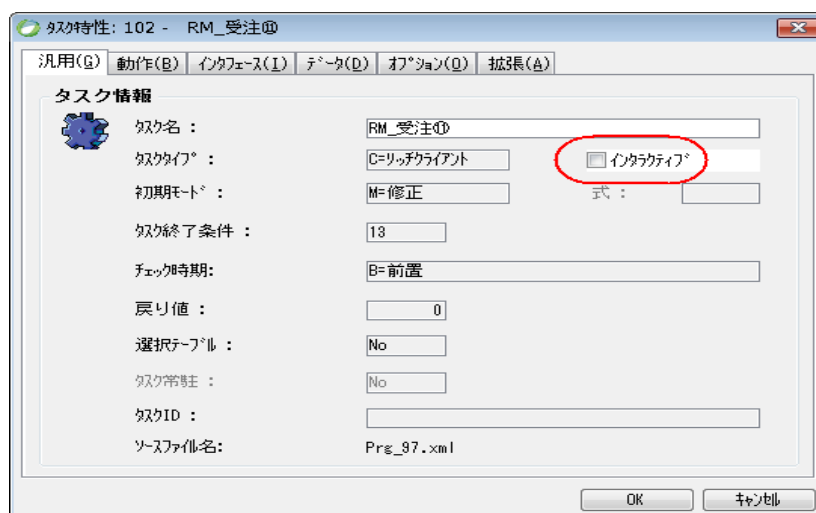 ﾀｽｸ特性: 102 - RM_受注⑪
汎用(G) 動作(B) ｲﾝﾀﾌｪｰｽ(I) ﾃﾞｰﾀ(D) ｵﾌﾟｼｮﾝ(O) 拡張(A)
タスク情報
ﾀｽｸ名 : RM_受注⑪
ﾀｽｸﾀｲﾌﾟ : C=ﾘｯﾁｸﾗｲｱﾝﾄ ｲﾝﾀﾗｸﾃｨﾌﾞ
初期ﾓｰﾄﾞ : M=修正 式 :
ﾀｽｸ終了条件 : 13
ﾁｪｯｸ時期: B=前置
戻り値 : 0
選択ﾃｰﾌﾞﾙ : No
ﾀｽｸ常駐 : No
ﾀｽｸID :
ｿｰｽﾌｧｲﾙ名: Prg_97.xml
OK ｷｬﾝｾﾙ